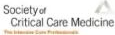 Society of
Critical Care Medicine
The Intensive Care Professionals